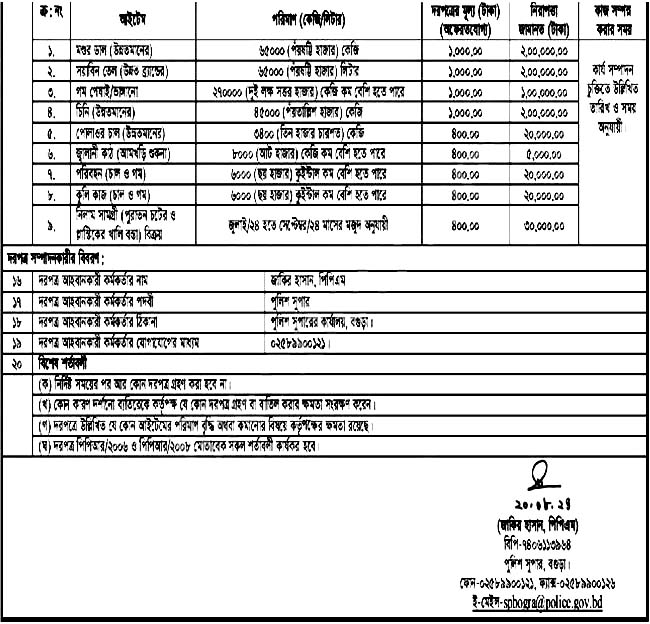 ক্র: নং আইটেম পরিমাণ (কেজি/লিটার) দরপত্রের মূল্য (টাকা) (অফেরতযোগ্য) নিরাপত্তা জামানত (টাকা) কাজ সম্পন্ন করার সময়
১. মশুর ডাল (উন্নতমানের) ৬৫০০০ (পঁয়ষট্টি হাজার) কেজি ১,০০০.০০ ২,০০,০০০.০০ কার্য সম্পাদন চুক্তিতে উল্লিখিত তারিখ ও সময় অনুযায়ী।
২. সয়াবিন তেল (উন্নত ব্র্যান্ডের) ৬৫০০০ (পঁয়ষট্টি হাজার) লিটার ১,০০০.০০ ২,০০,০০০.০০
৩. গম পেষাই/ভাঙ্গানো ২৭০০০০ (দুই লক্ষ সত্তর হাজার) কেজি কম বেশি হতে পারে ১,০০০.০০ ১,০০,০০০.০০
৪. চিনি (উন্নতমানের) ৪৫০০০ (পঁয়তাল্লিশ হাজার) কেজি ১,০০০.০০ ২,০০,০০০.০০
৫. পোলাওর চাল (উন্নতমানের) ৩৪০০ (তিন হাজার চারশত) কেজি ৪০০.০০ ২০,০০০.০০
৬. জ্বালানী কাঠ (আমখড়ি শুকনা) ৮০০০ (আট হাজার) কেজি কম বেশি হতে পারে ৪০০.০০ ৫,০০০.০০
৭. পরিবহন (চাল ও গম) ৬০০০ (ছয় হাজার) কুইন্টাল কম বেশি হতে পারে ৪০০.০০ ২০,০০০.০০
৮. কুলি কাজ (চাল ও গম) ৬০০০ (ছয় হাজার) কুইন্টাল কম বেশি হতে পারে ৪০০.০০ ২০,০০০.০০
৯. নিলাম সামগ্রী (পুরাতন চটের ও প্লাস্টিকের খালি বস্তা) বিক্রয় জুলাই/২৪ হতে সেপ্টেম্বর/২৪ মাসের মজুদ অনুযায়ী ৪০০.০০ ৩০,০০০.০০
দরপত্র সম্পাদনকারীর বিবরণ :
১৬ দরপত্র আহবানকারী কর্মকর্তার নাম জাকির হাসান, পিপিএম
১৭ দরপত্র আহবানকারী কর্মকর্তার পদবী পুলিশ সুপার
১৮ দরপত্র আহবানকারী কর্মকর্তার ঠিকানা পুলিশ সুপারের কার্যালয়, বগুড়া।
১৯ দরপত্র আহবানকারী কর্মকর্তার যোগাযোগের মাধ্যম ০২৫৮৯৯০০১২১।
২০ বিশেষ শর্তাবলী
(ক) নির্দিষ্ট সময়ের পর আর কোন দরপত্র গ্রহণ করা হবে না।
(খ) কোন কারণ দর্শানো ব্যতিরেকে কর্তৃপক্ষ যে কোন দরপত্র গ্রহণ বা বাতিল করার ক্ষমতা সংরক্ষণ করেন।
(গ) দরপত্রে উল্লিখিত যে কোন আইটেমের পরিমাণ বৃদ্ধি অথবা কমানোর বিষয়ে কর্তৃপক্ষের ক্ষমতা রয়েছে।
(ঘ) দরপত্র পিপিআর/২০০৬ ও পিপিআর/২০০৮ মোতাবেক সকল শর্তাবলী কার্যকর হবে।
২০.০৮.২৪
(জাকির হাসান, পিপিএম)
বিপি-৭৪০৬১১৩৯৬৪
পুলিশ সুপার, বগুড়া।
ফোন-০২৫৮৯৯০০১২১, ফ্যাক্স-০২৫৮৯৯০০১২৬
ই-মেইস-spbogra@police.gov.bd